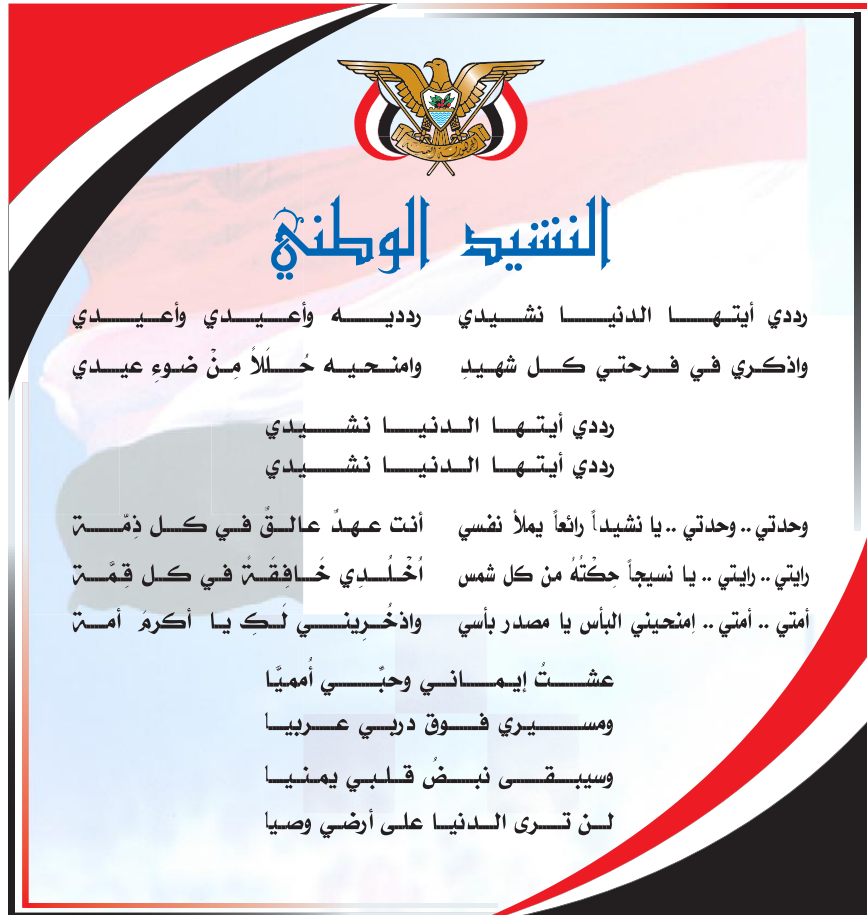 الجمهورية اليمنية
النشيد الوطني
رددي أيتها الدنيا نشيدي ردديه وأعيدي وأعيدي
واذكري في فرحتي كل شهيدِ وامنحيه حُللاً مِنْ ضوءِ عيدي
رددي أيتها الدنيا نشيدي
رددي أيتها الدنيا نشيدي
وحدتي .. وحدتي .. يا نشيداً رائعاً يملأ نفسي أنت عهدٌ عالقٌ في كل ذِمّة
رايتي .. رايتي .. يا نسيجاً حِكْتُهُ من كل شمس أُخْلُدِي خَافِقَةً في كل قِمَّة
أمتي .. أمتي .. إمنحيني البأس يا مصدر بأسي واذخُريني لَكِ يا أكرمَ أمة
عشتُ إيماني وحبِّي أُمميًّا
ومسيري فوق دربي عربيا
وسيبقى نبضُ قلبي يمنيا
لن ترى الدنيا على أرضي وصيا